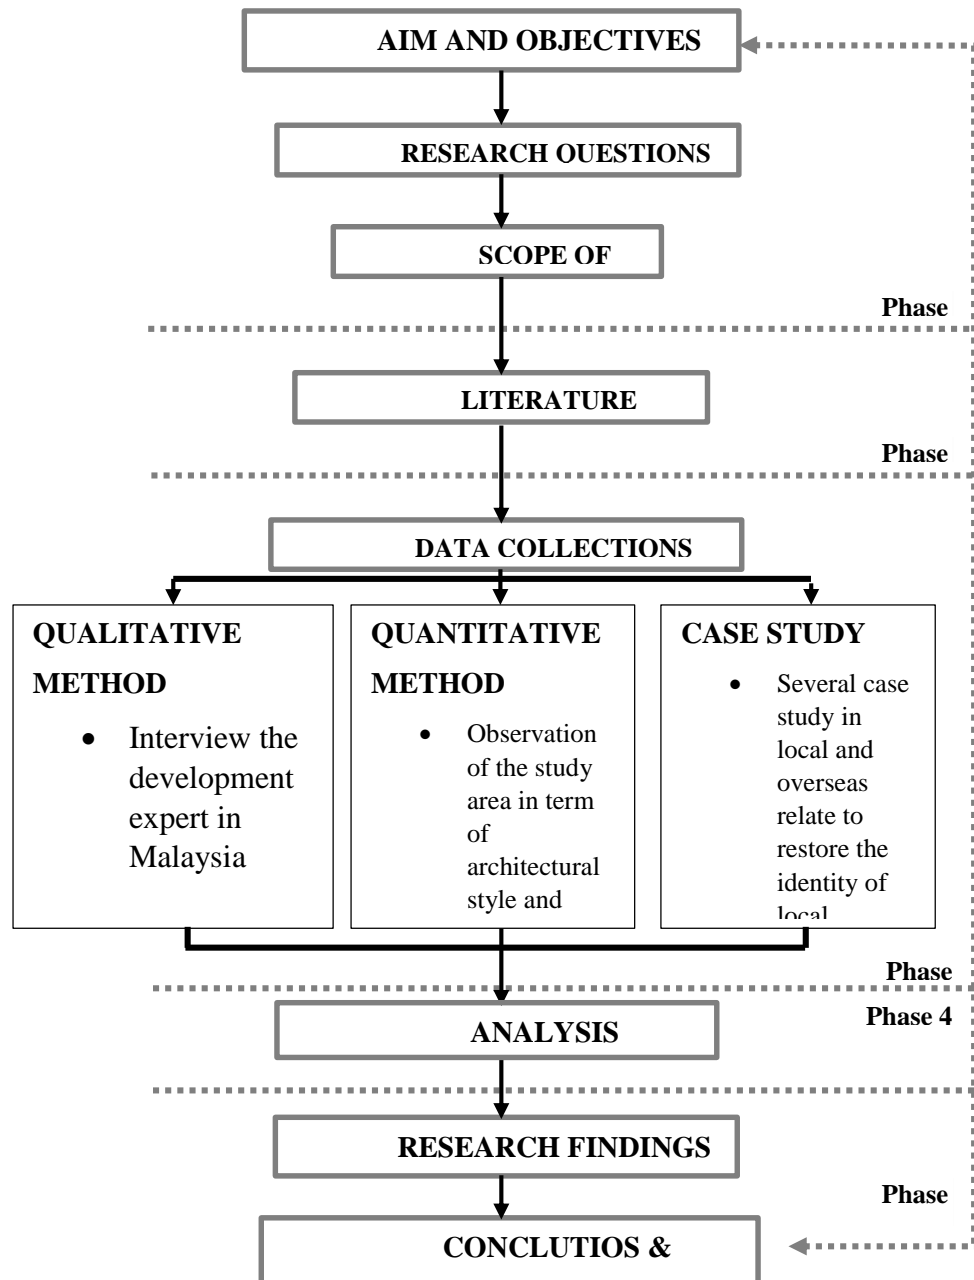 AIM AND OBJECTIVES
RESEARCH QUESTIONS
SCOPE OF
Phase
LITERATURE
Phase
DATA COLLECTIONS
QUALITATIVE
METHOD
• Interview the
development
expert in
Malaysia
QUANTITATIVE
METHOD
• Observation
of the study
area in term
of
architectural
style and
CASE STUDY
• Several case
study in
local and
overseas
relate to
restore the
identity of
local
Phase
Phase 4
ANALYSIS
RESEARCH FINDINGS
Phase
CONCLUTIOS &